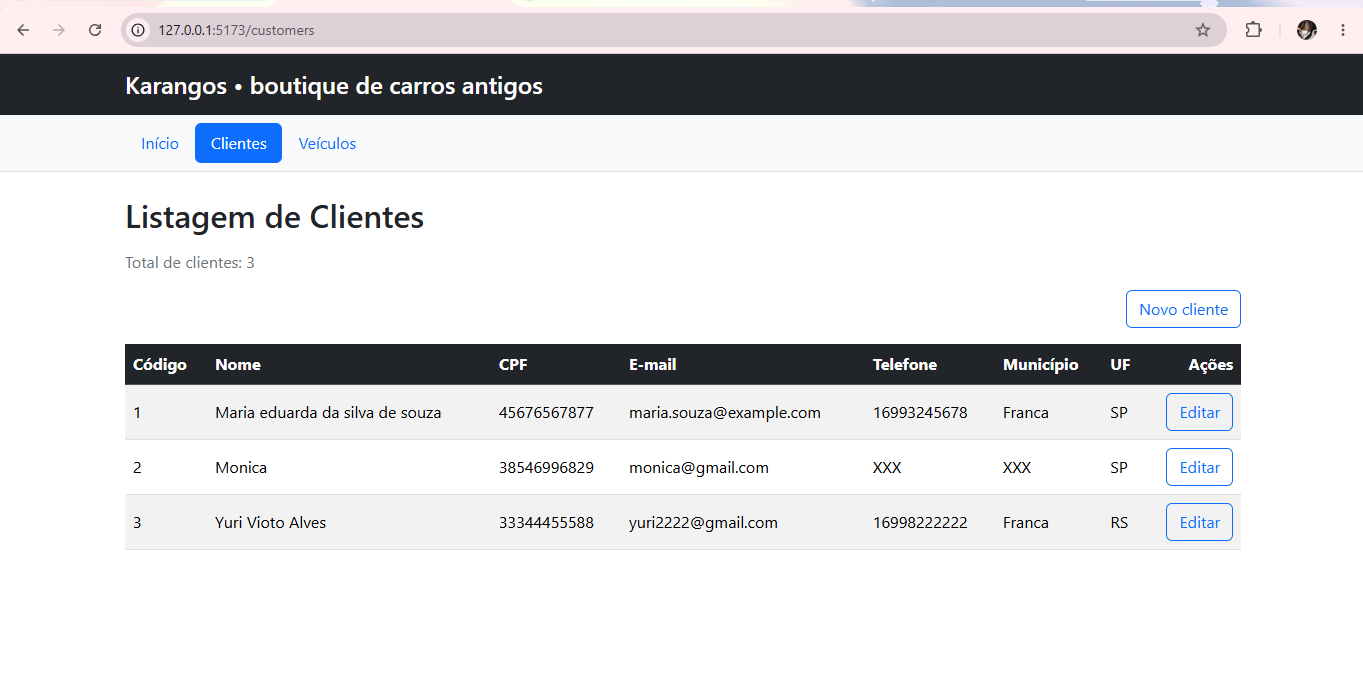 127.0.0.1:5173/customers
Karangos • boutique de carros antigos
Início Clientes Veículos
Listagem de Clientes
Total de clientes: 3
Novo cliente
Código Nome CPF E-mail Telefone Município UF Ações
1 Maria eduarda da silva de souza 45676567877 maria.souza@example.com 16993245678 Franca SP Editar
2 Monica 38546996829 monica@gmail.com XXX XXX SP Editar
3 Yuri Vioto Alves 33344455588 yuri2222@gmail.com 16998222222 Franca RS Editar